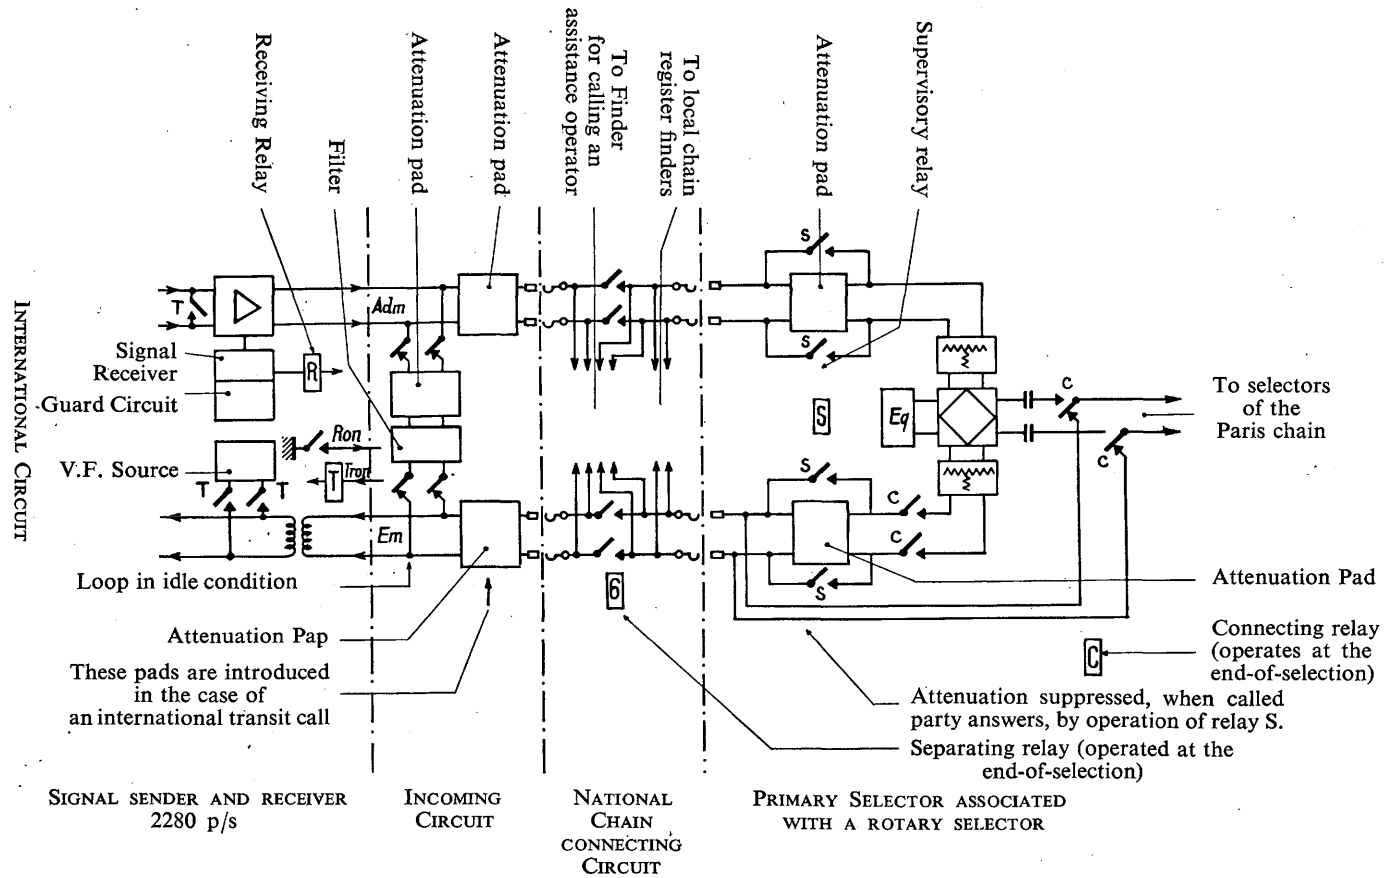 Receiving Relay
Filter
Attenuation pad
Attenuation pad
To Finder
for calling an
assistance operator
To local chain
register finders
Attenuation pad
Supervisory relay
INTERNATIONAL CIRCUIT
S
T
Adm
Signal
Receiver
R
Guard Circuit
S
S
Eq
C
C
To selectors
of the
Paris chain
Ron
V.F. Source
T
Tron
T
T
S
C
C
Em
Loop in idle condition
6
S
Attenuation Pad
Attenuation Pap
These pads are introduced
in the case of
an international transit call
C
Connecting relay
(operates at the
end-of-selection)
Attenuation suppressed, when called
party answers, by operation of relay S.
Separating relay (operated at the
end-of-selection)
SIGNAL SENDER AND RECEIVER
2280 p/s
INCOMING
CIRCUIT
NATIONAL
CHAIN
CONNECTING
CIRCUIT
PRIMARY SELECTOR ASSOCIATED
WITH A ROTARY SELECTOR